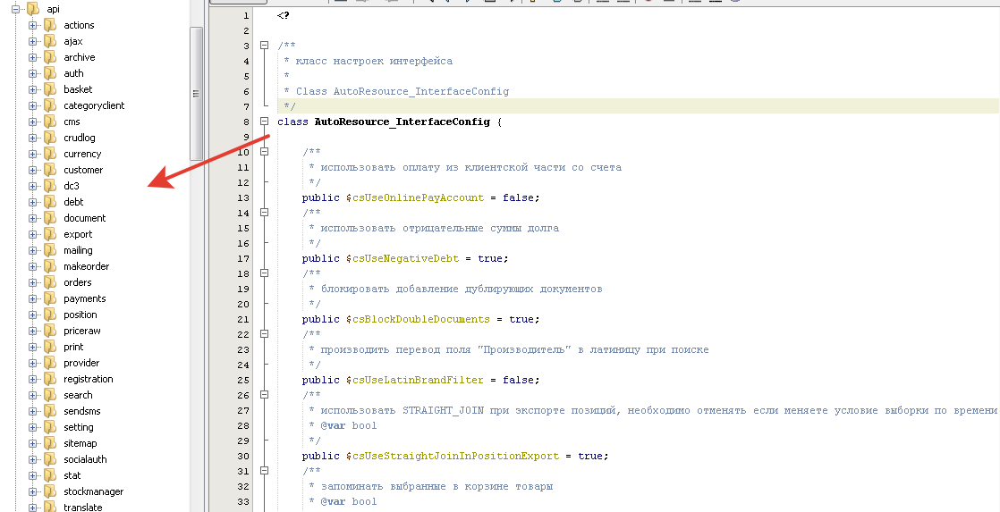 api
actions
ajax
archive
auth
basket
categoryclient
cms
crudlog
currency
customer
dc3
debt
document
export
mailing
makeorder
orders
payments
position
priceraw
print
provider
registration
search
sendsms
setting
sitemap
socialauth
stat
stockmanager
translate
1 <?
2
3 /**
4 * класс настроек интерфейса
5 *
6 * Class AutoResource_InterfaceConfig
7 */
8 class AutoResource_InterfaceConfig {
9
10 /**
11 * использовать оплату из клиентской части со счета
12 */
13 public $csUseOnlinePayAccount = false;
14 /**
15 * использовать отрицательные суммы долга
16 */
17 public $csUseNegativeDebt = true;
18 /**
19 * блокировать добавление дублирующих документов
20 */
21 public $csBlockDoubleDocuments = true;
22 /**
23 * производить перевод поля "Производитель" в латиницу при поиске
24 */
25 public $csUseLatinBrandFilter = false;
26 /**
27 * использовать STRAIGHT_JOIN при экспорте позиций, необходимо отменять если меняете условие выборки по времени
28 * @var bool
29 */
30 public $csUseStraightJoinInPositionExport = true;
31 /**
32 * запоминать выбранные в корзине товары
33 * @var bool